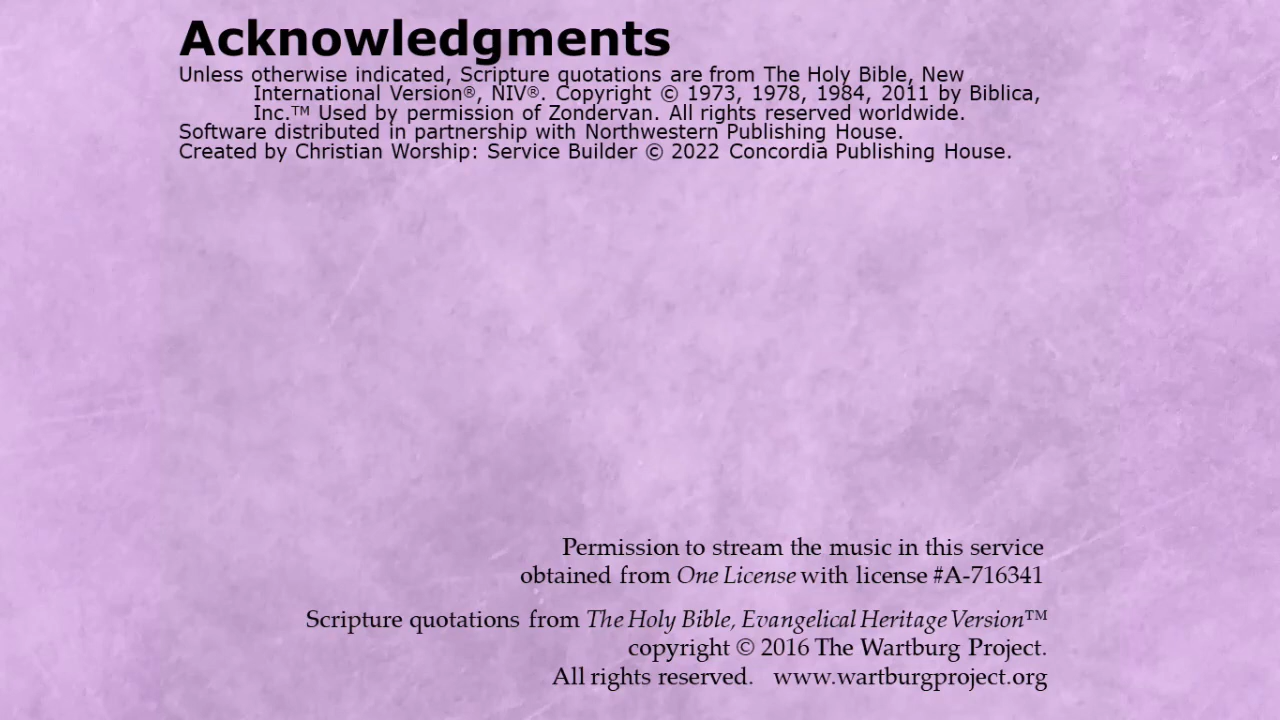 Acknowledgments
Unless otherwise indicated, Scripture quotations are from The Holy Bible, New
International Version®, NIV®. Copyright © 1973, 1978, 1984, 2011 by Biblica,
Inc.™ Used by permission of Zondervan. All rights reserved worldwide.
Software distributed in partnership with Northwestern Publishing House.
Created by Christian Worship: Service Builder © 2022 Concordia Publishing House.
Permission to stream the music in this service
obtained from One License with license #A-716341
Scripture quotations from The Holy Bible, Evangelical Heritage Version™
copyright © 2016 The Wartburg Project.
All rights reserved. www.wartburgproject.org